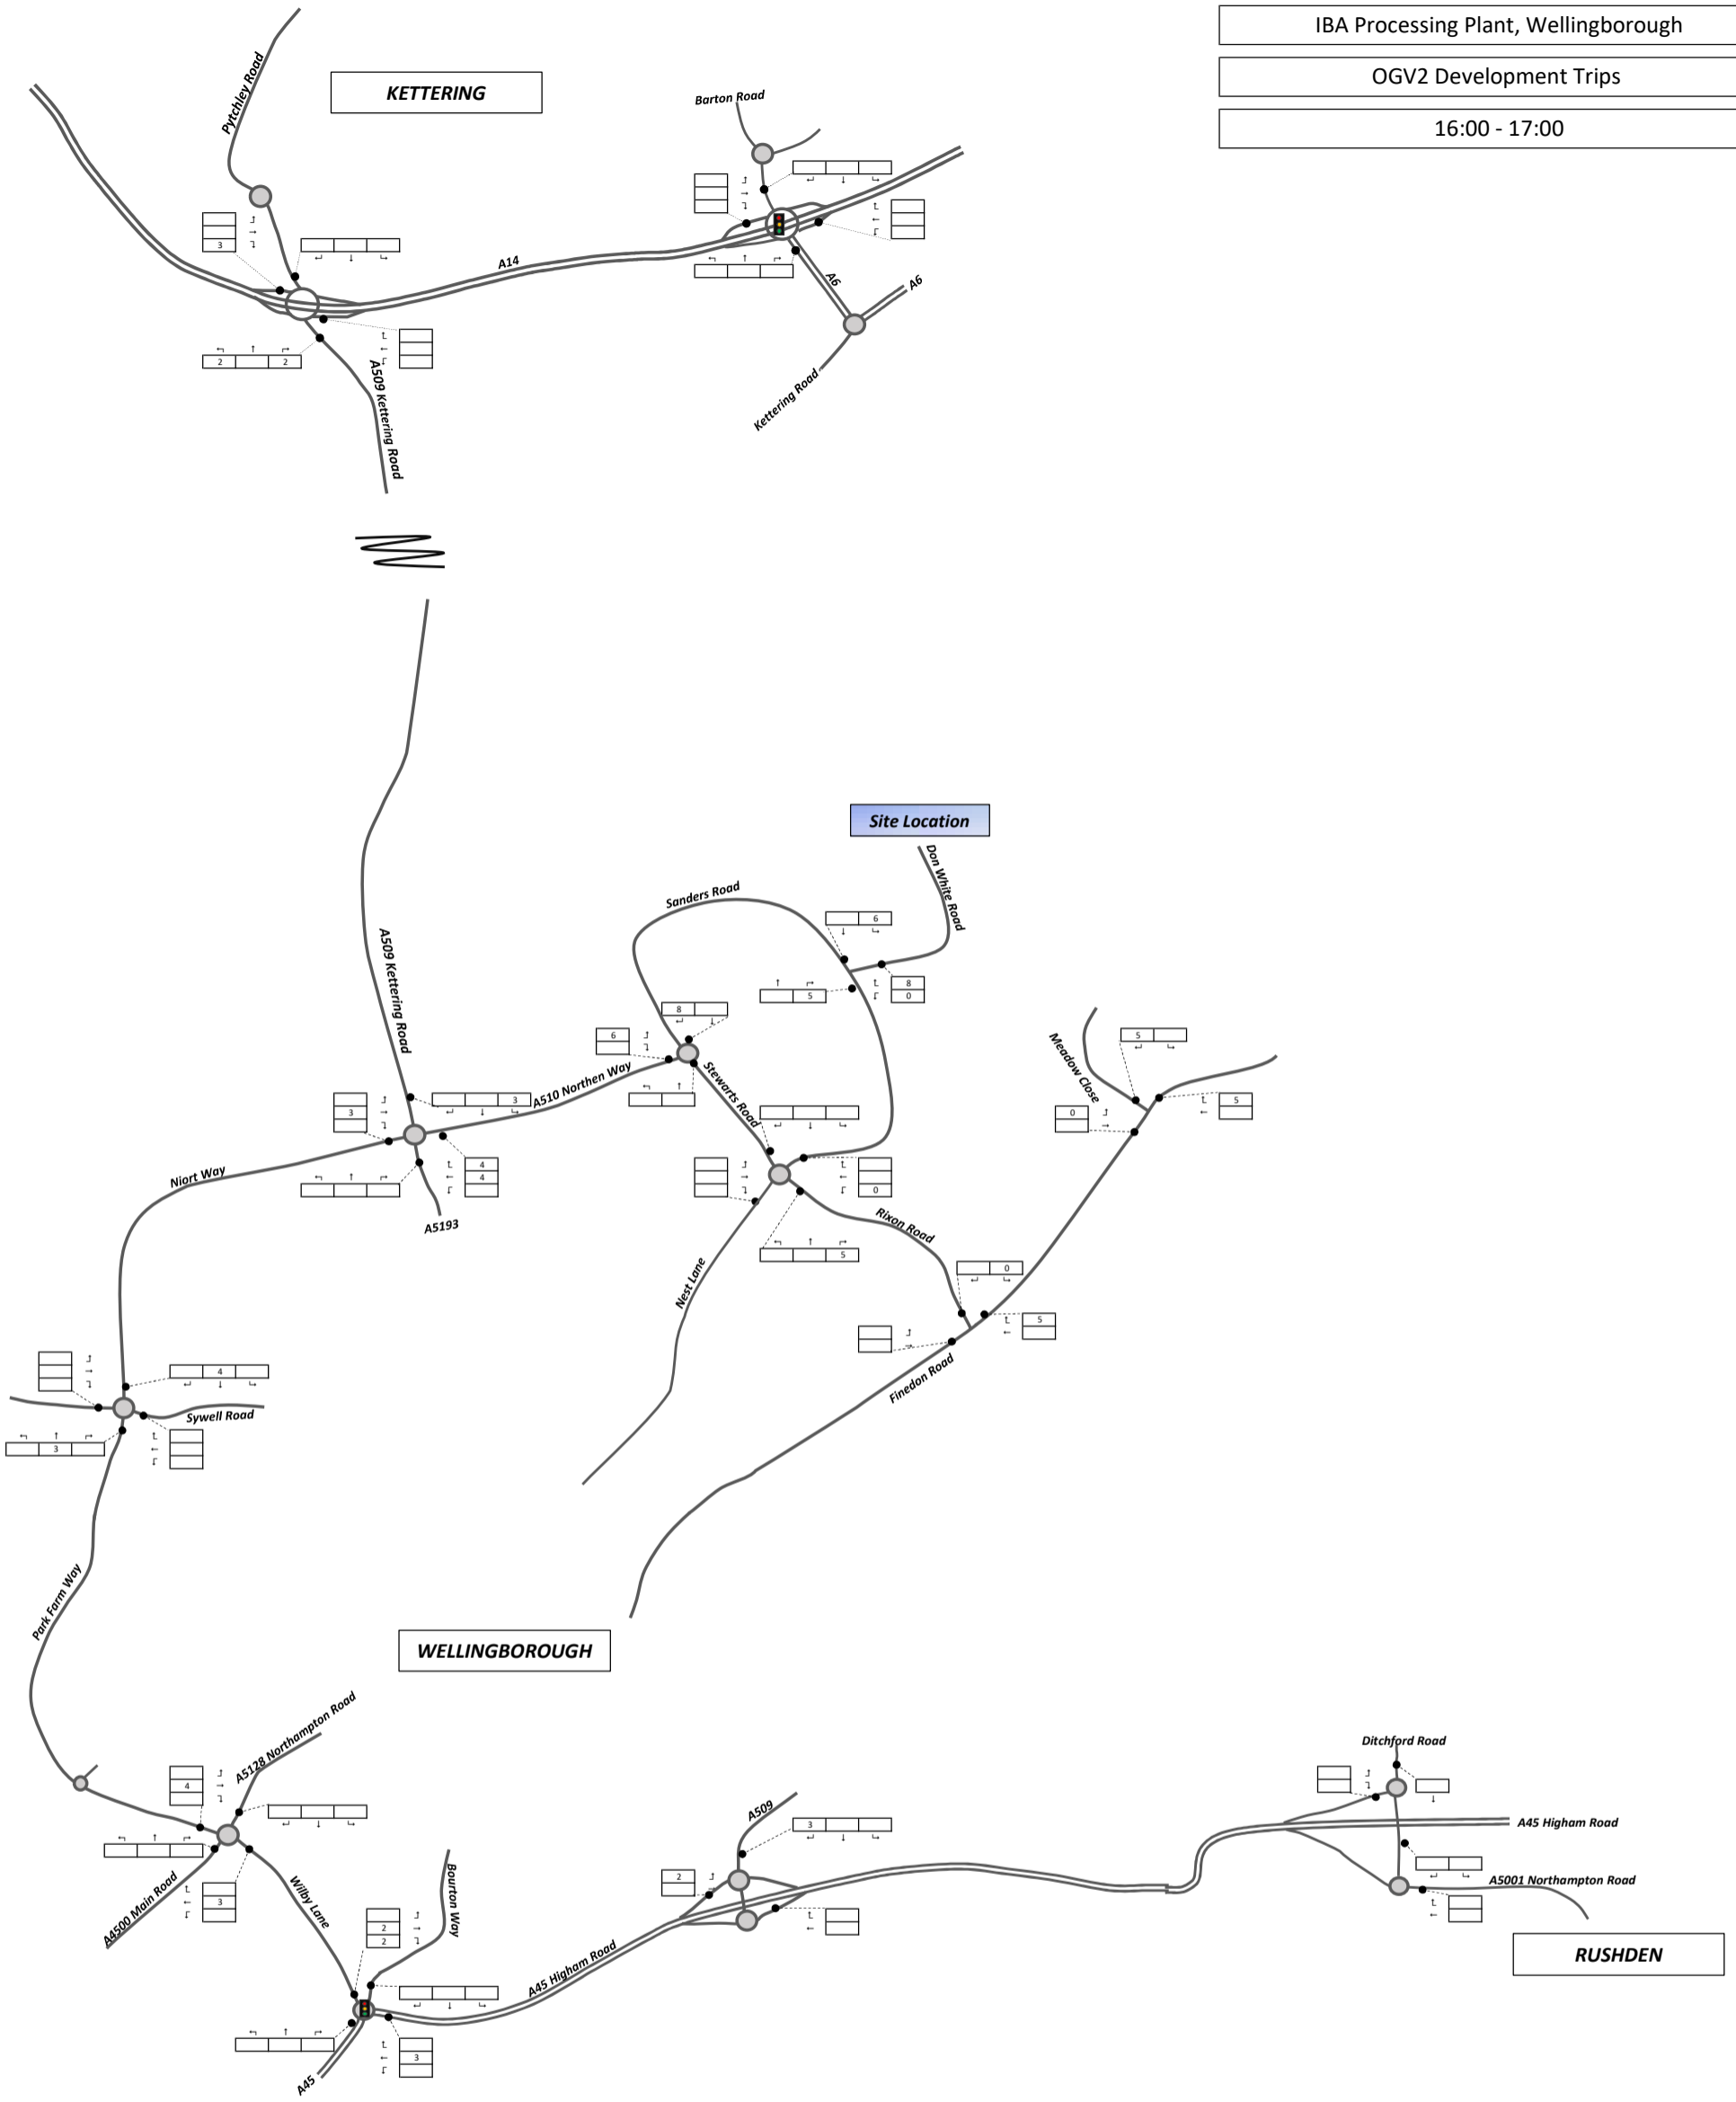 IBA Processing Plant, Wellingborough
OGV2 Development Trips
16:00 - 17:00
KETTERING
Pytchley Road
Barton Road
3
A14
A6
A6
2 2
A509 Kettering Road
Kettering Road
Site Location
Don White Road
Sanders Road
6
A509 Kettering Road
8
0
5
8
6
Stewarts Road
Meadow Close
5
5
0
3
3
A510 Northen Way
4
4
Niort Way
A5193
0
Rixon Road
5
Nest Lane
0
5
Finedon Road
4
Sywell Road
3
Park Farm Way
WELLINGBOROUGH
A5128 Northampton Road
4
Ditchford Road
A509
3
A45 Higham Road
2
A5001 Northampton Road
A4500 Main Road
3
Wilby Lane
Bourton Way
2
2
A45 Higham Road
RUSHDEN
3
A45